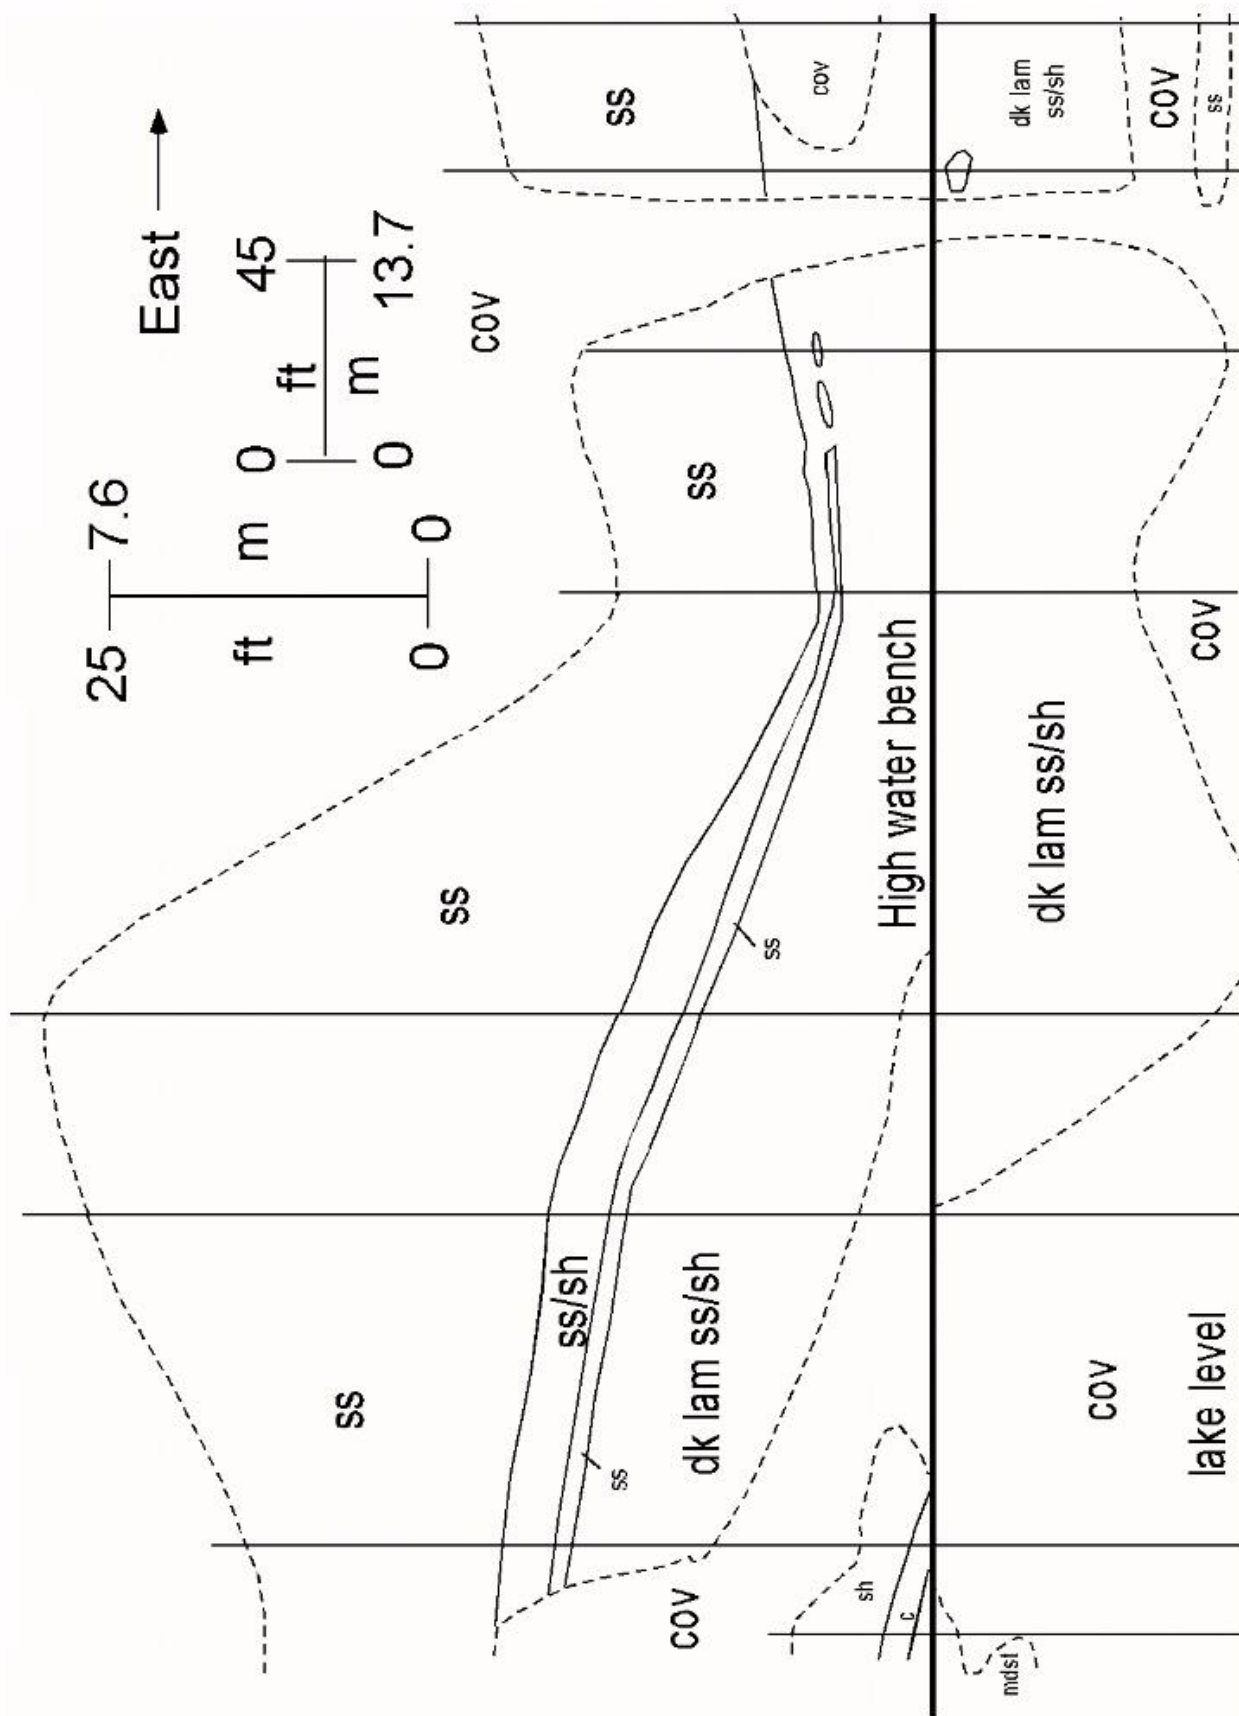 25 7.6
East
ft m 0 45
ft
m
0 13.7
0 0
ss
ss
cov
ss/sh
ss
ss
cov
dk lam ss/sh
ss
ss
cov
sh
High water bench
c
mdst
dk lam ss/sh
dk lam
ss/sh
cov
cov
lake level
cov
ss